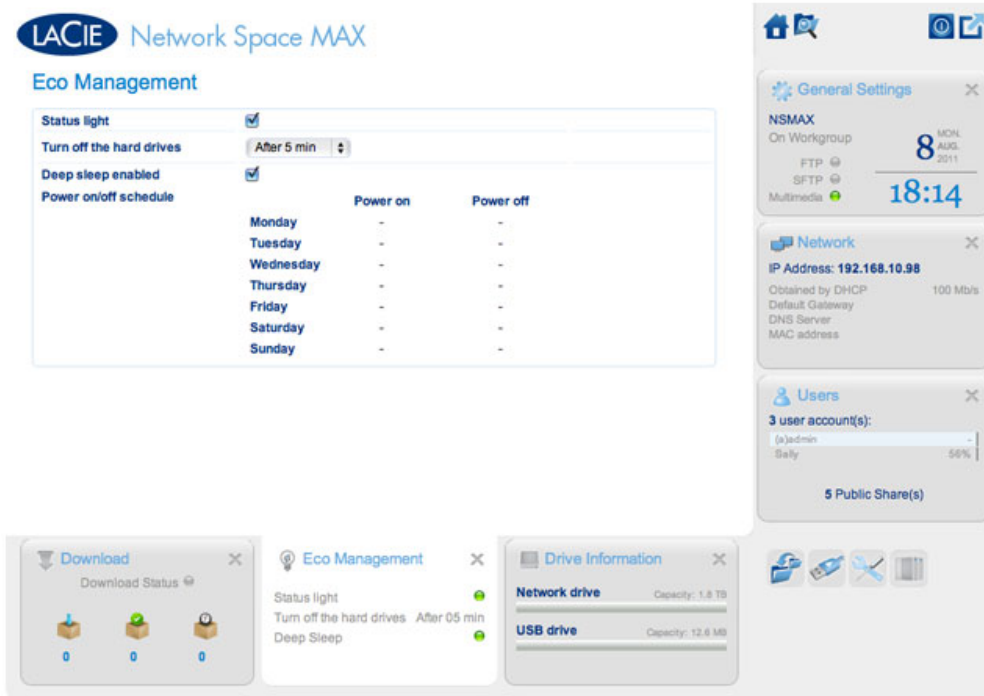 LACIE Network Space MAX
Eco Management
Status light
Turn off the hard drives After 5 min
Deep sleep enabled
Power on/off schedule
Power on Power off
Monday - -
Tuesday - -
Wednesday - -
Thursday - -
Friday - -
Saturday - -
Sunday - -
General Settings
NSMAX
On Workgroup
FTP
SFTP
Multimedia
8 MON. AUG. 2011
18:14
Network
IP Address: 192.168.10.98
Obtained by DHCP 100 Mb/s
Default Gateway
DNS Server
MAC address
Users
3 user account(s):
(a)admin -
Sally 56%
5 Public Share(s)
Download
Download Status
0 0 0
Eco Management
Status light
Turn off the hard drives After 05 min
Deep Sleep
Drive Information
Network drive Capacity: 1.8 TB
USB drive Capacity: 12.6 MB